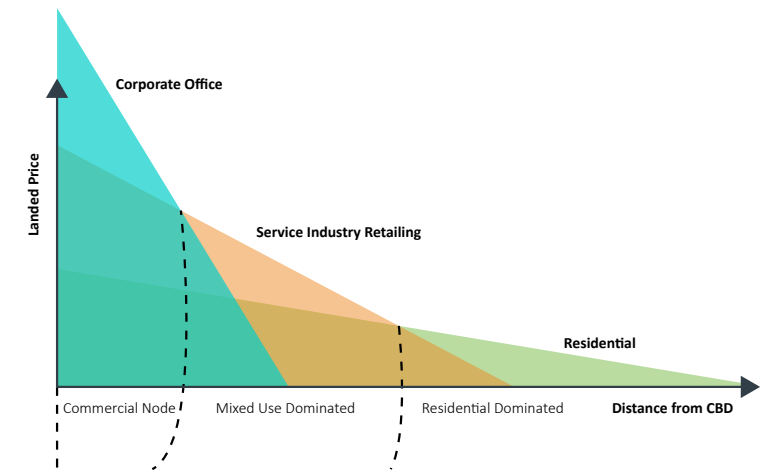 Corporate Office
Landed Price
Service Industry Retailing
Residential
Commercial Node
Mixed Use Dominated
Residential Dominated
Distance from CBD